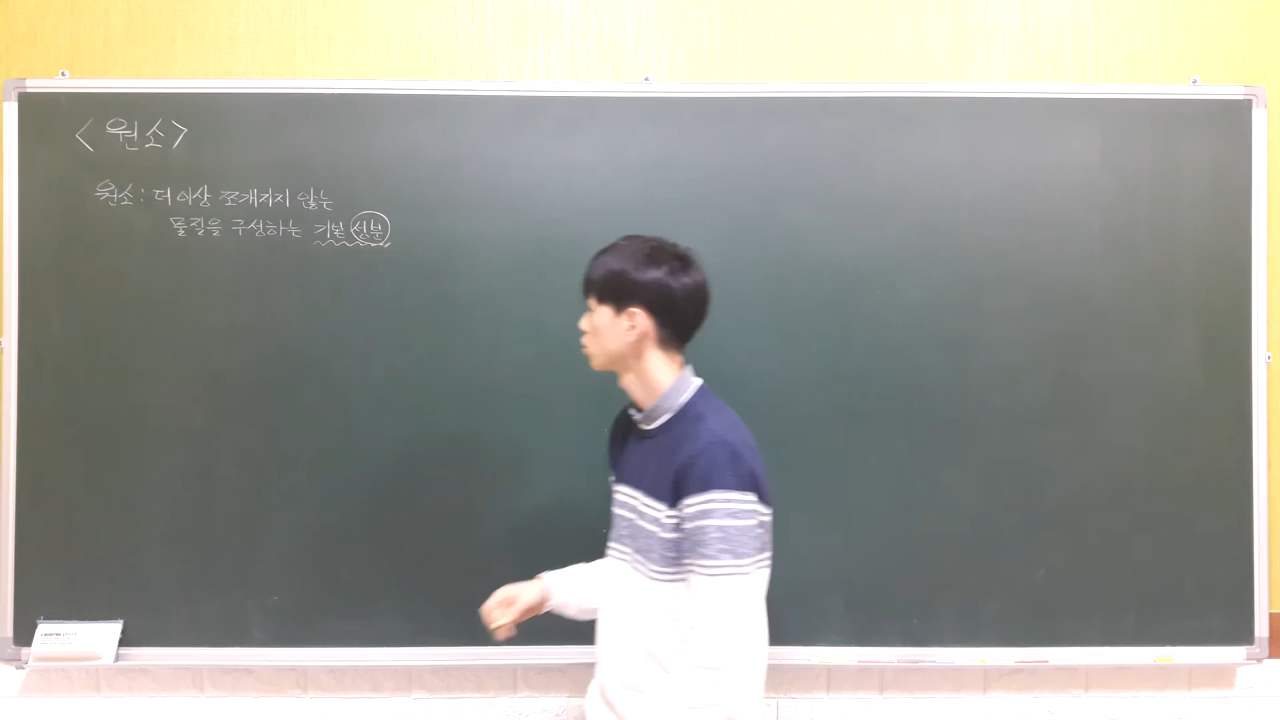 <원소>
원소: 더 이상 쪼개지지 않는
물질을 구성하는 기본 성분